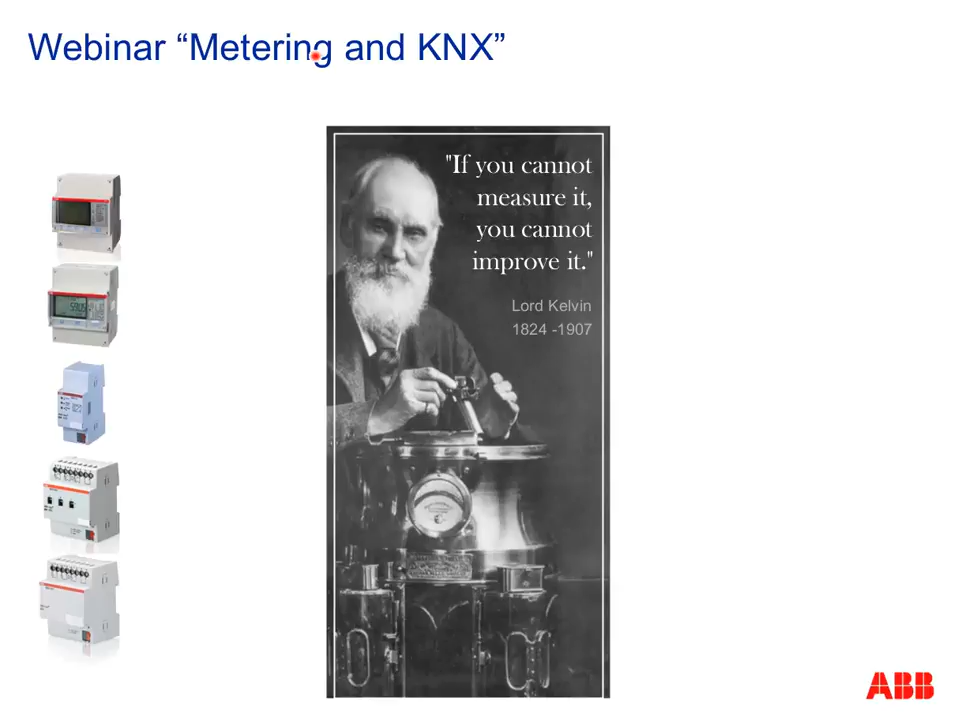 Webinar “Metering and KNX”
"If you cannot
measure it,
you cannot
improve it."
Lord Kelvin
1824 -1907
ABB